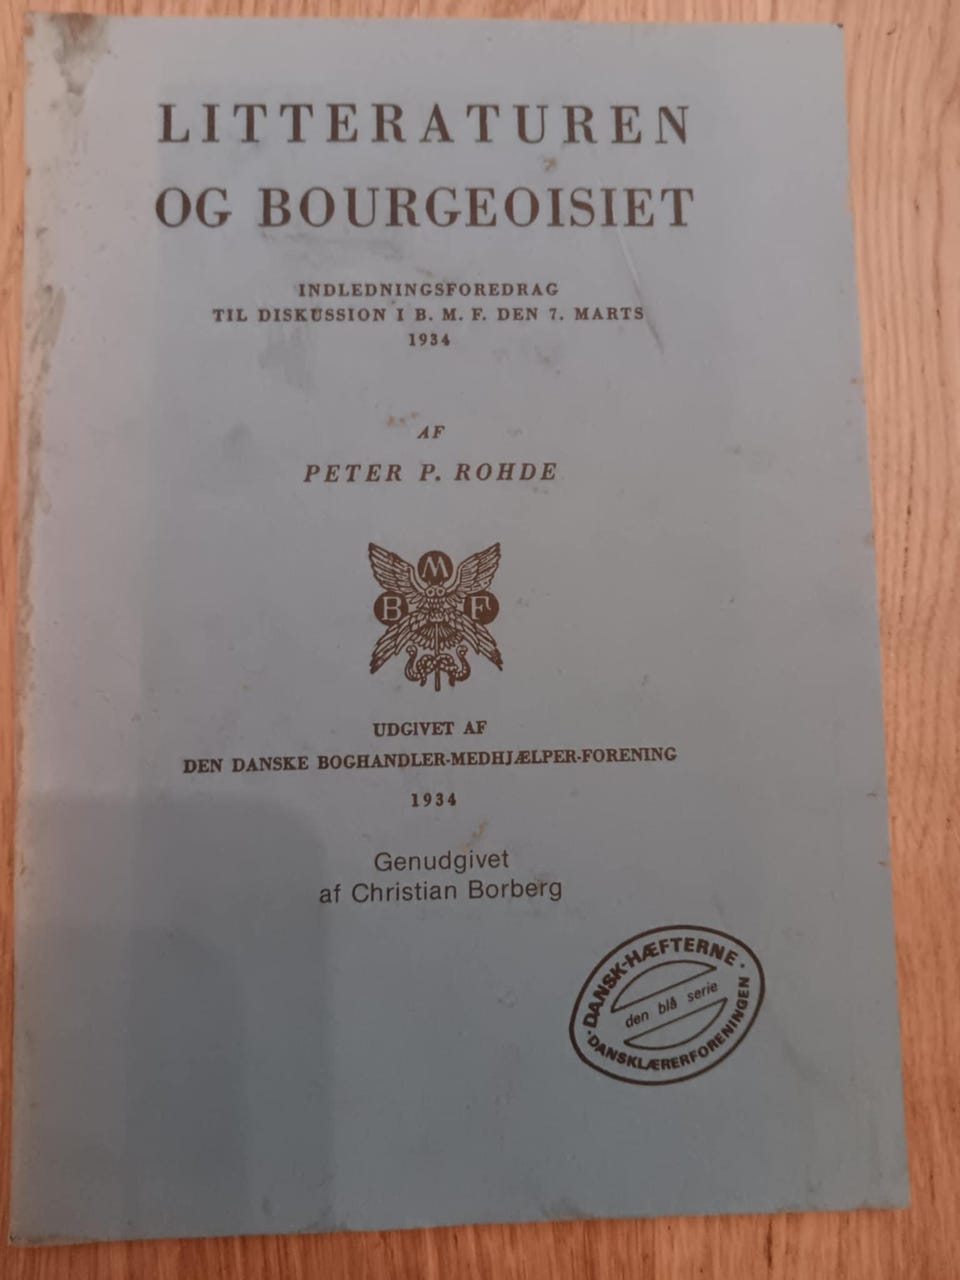 LITTERATUREN
OG BOURGEOISIET
INDLEDNINGSFOREDRAG
TIL DISKUSSION I B. M. F. DEN 7. MARTS
1934
AF
PETER P. ROHDE
M
B F
UDGIVET AF
DEN DANSKE BOGHANDLER-MEDHJÆLPER-FORENING
1934
Genudgivet
af Christian Borberg
· DANSK-HÆFTERNE ·
den blå serie
DANSKLÆRERFORENINGEN